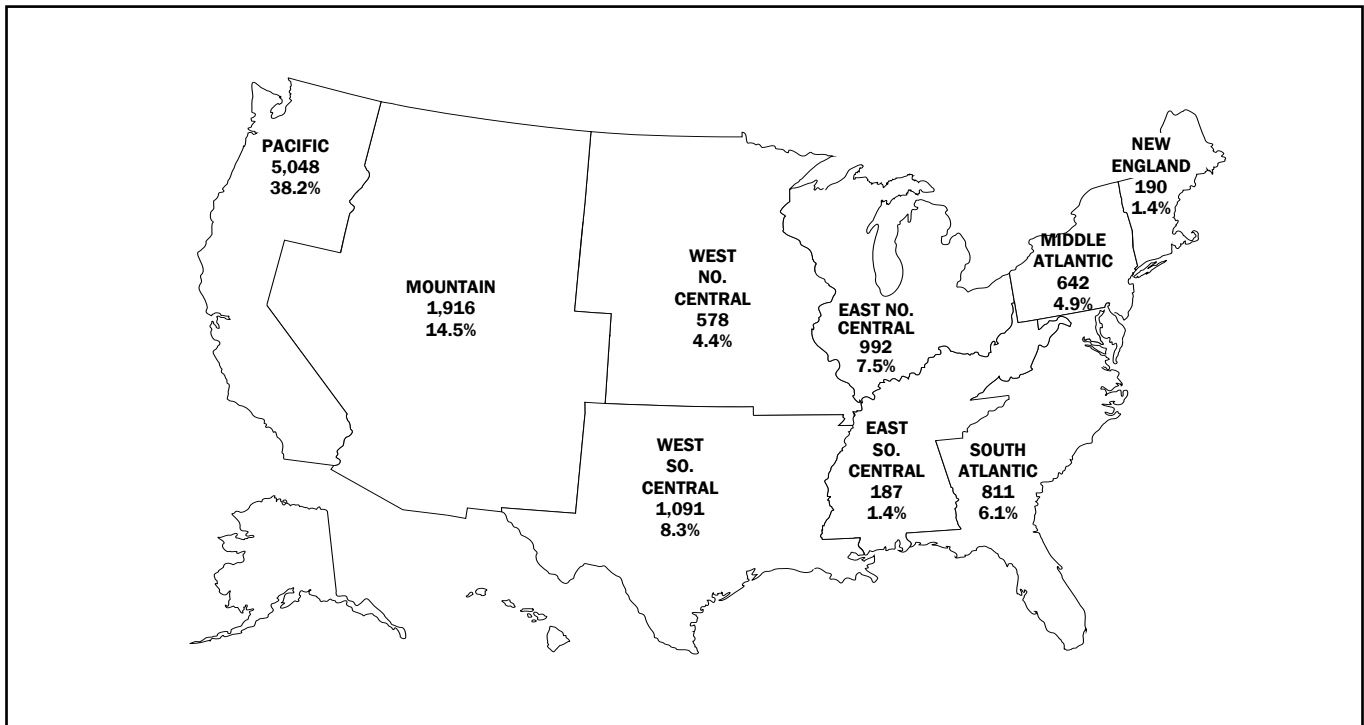 PACIFIC
5,048
38.2%
MOUNTAIN
1,916
14.5%
WEST
NO.
CENTRAL
578
4.4%
WEST
SO.
CENTRAL
1,091
8.3%
EAST NO.
CENTRAL
992
7.5%
EAST
SO.
CENTRAL
187
1.4%
SOUTH
ATLANTIC
811
6.1%
MIDDLE
ATLANTIC
642
4.9%
NEW
ENGLAND
190
1.4%